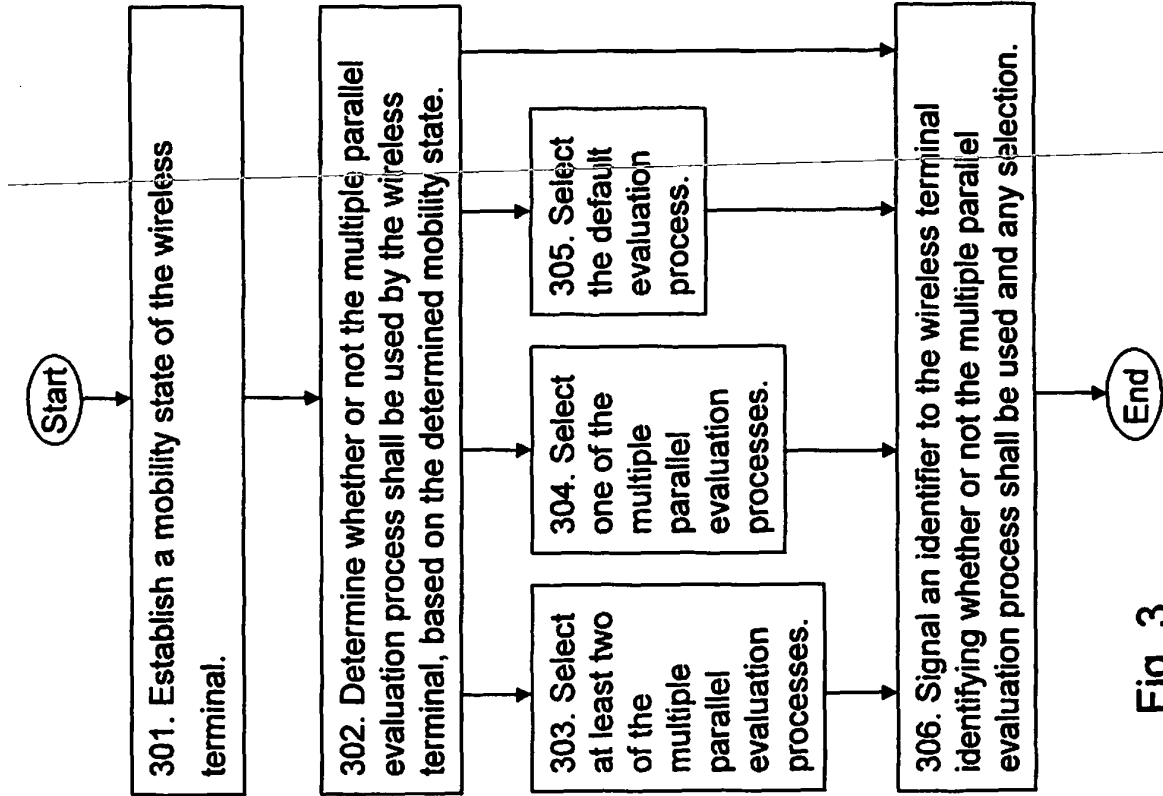 Start
301. Establish a mobility state of the wireless
terminal.
302. Determine whether or not the multiple parallel
evaluation process shall be used by the wireless
terminal, based on the determined mobility state.
303. Select
at least two
of the
multiple
parallel
evaluation
processes.
304. Select
one of the
multiple
parallel
evaluation
processes.
305. Select
the default
evaluation
process.
306. Signal an identifier to the wireless terminal
identifying whether or not the multiple parallel
evaluation process shall be used and any selection.
End
Fig. 3